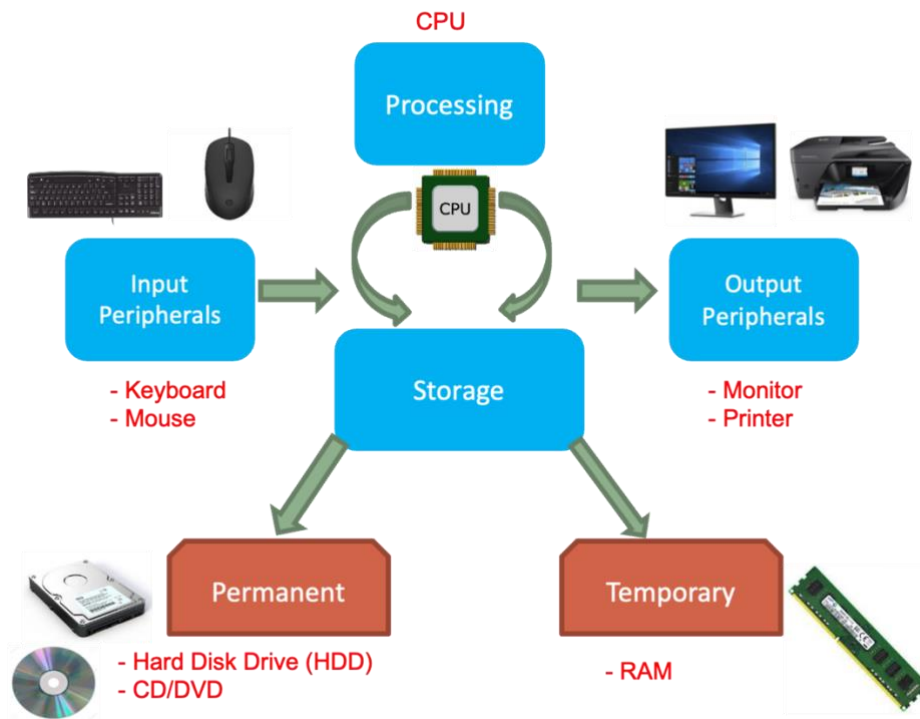 CPU
Processing
CPU
Input
Peripherals
Output
Peripherals
- Keyboard
- Mouse
Storage
- Monitor
- Printer
Permanent
Temporary
- Hard Disk Drive (HDD)
- CD/DVD
- RAM